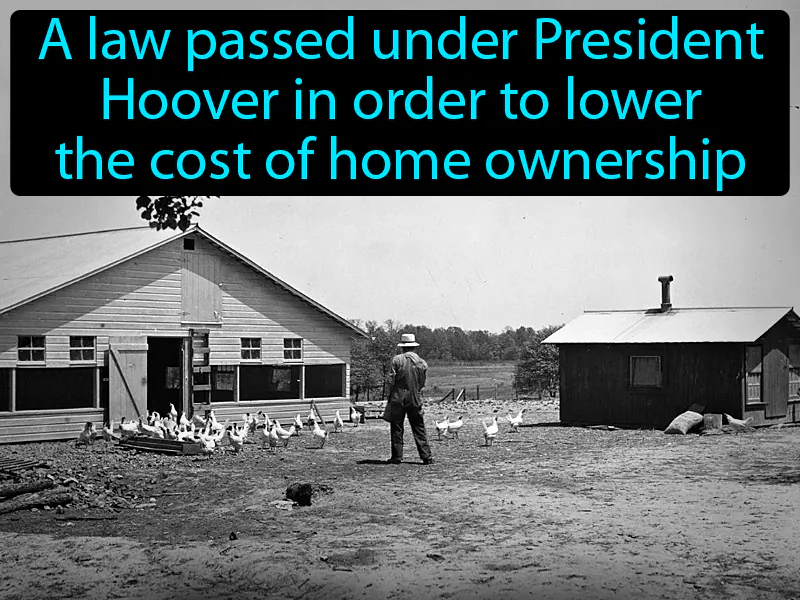 A law passed under President
Hoover in order to lower
the cost of home ownership